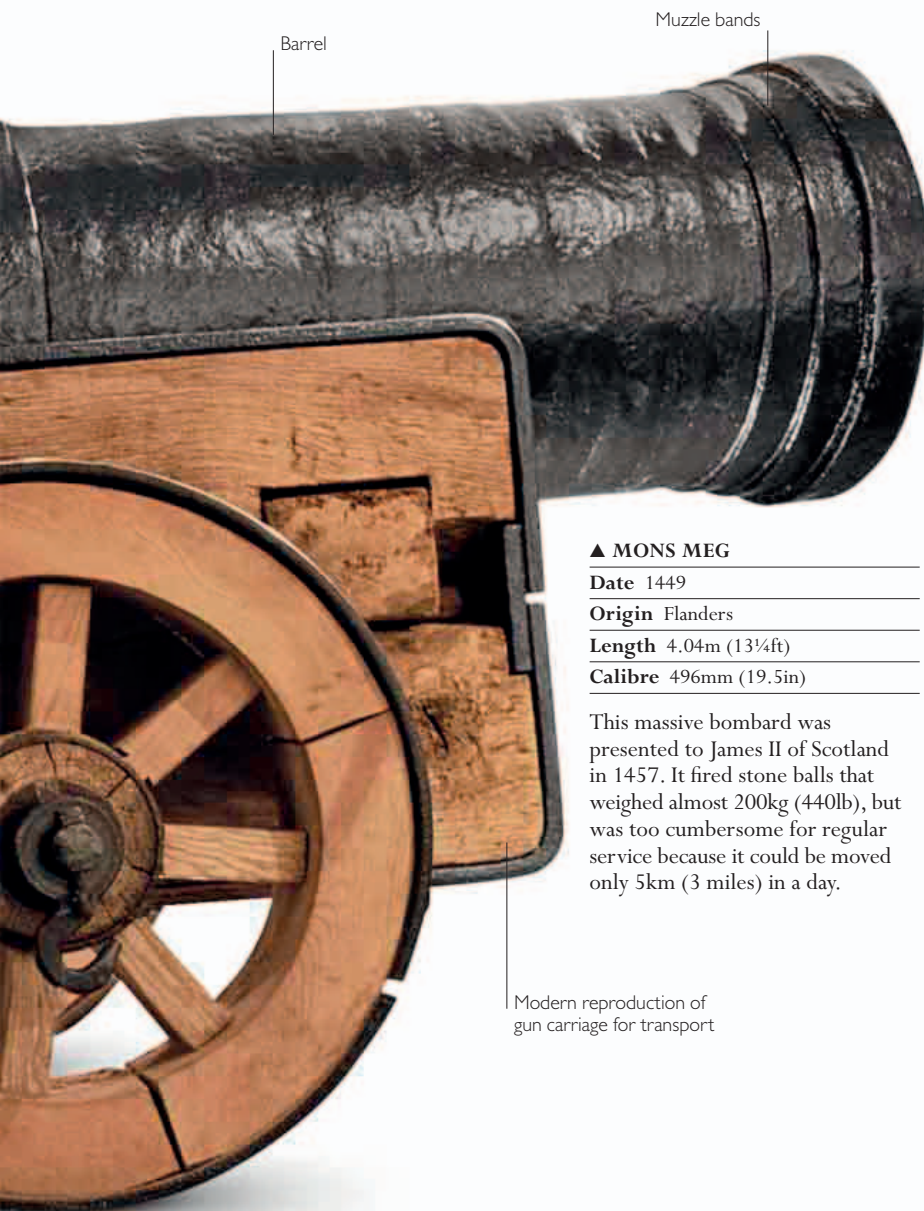 Muzzle bands
Barrel
▲ MONS MEG
Date 1449
Origin Flanders
Length 4.04m (13¼ft)
Calibre 496mm (19.5in)
This massive bombard was
presented to James II of Scotland
in 1457. It fired stone balls that
weighed almost 200kg (440lb), but
was too cumbersome for regular
service because it could be moved
only 5km (3 miles) in a day.
Modern reproduction of
gun carriage for transport